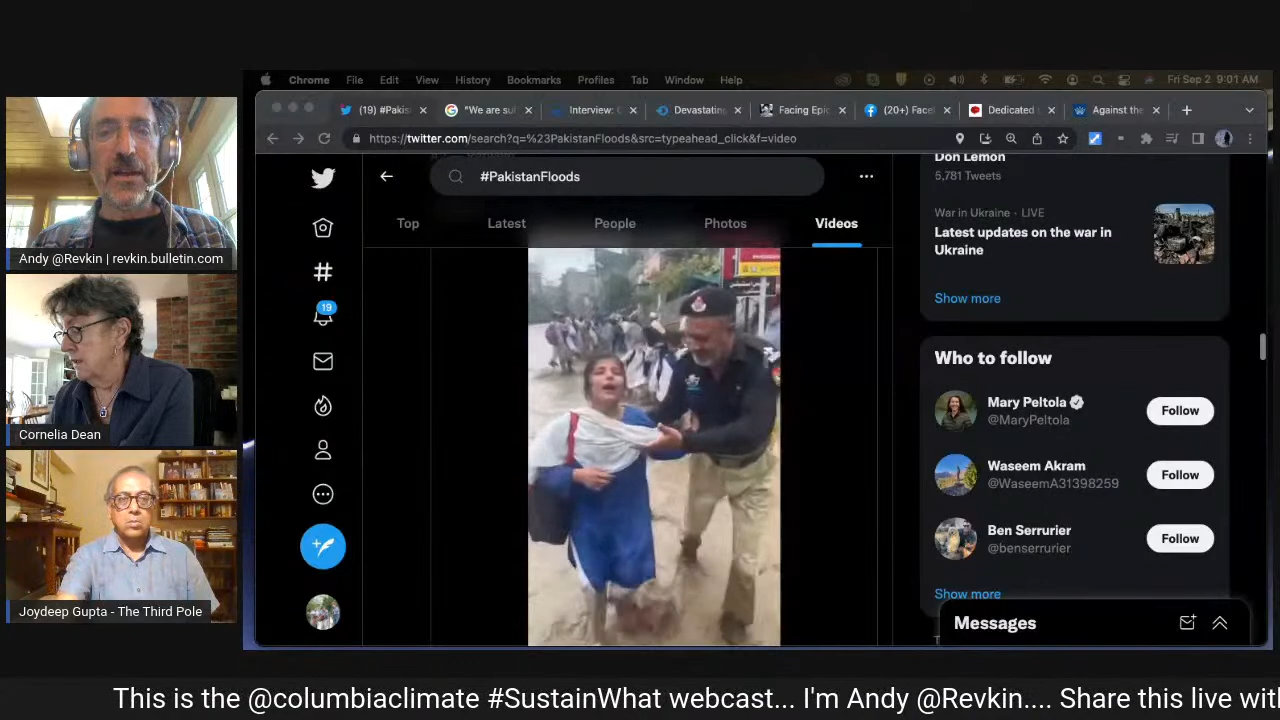 Chrome File Edit View History Bookmarks Profiles Tab Window Help Fri Sep 2 9:01 AM
(19) #Pakis
"We are sui
Interview: C
Devastating
Facing Epic
(20+) Facel
Dedicated
Against the
https://twitter.com/search?q=%23PakistanFloods&src=typeahead_click&f=video
#PakistanFloods
Top Latest People Photos Videos
19
Don Lemon
5,781 Tweets
War in Ukraine · LIVE
Latest updates on the war in
Ukraine
Show more
Who to follow
Mary Peltola
@MaryPeltola
Follow
Waseem Akram
@WaseemA31398259
Follow
Ben Serrurier
@benserrurier
Follow
Show more
Messages
Andy @Revkin | revkin.bulletin.com
Cornelia Dean
Joydeep Gupta - The Third Pole
This is the @columbiaclimate #SustainWhat webcast... I'm Andy @Revkin.... Share this live wit